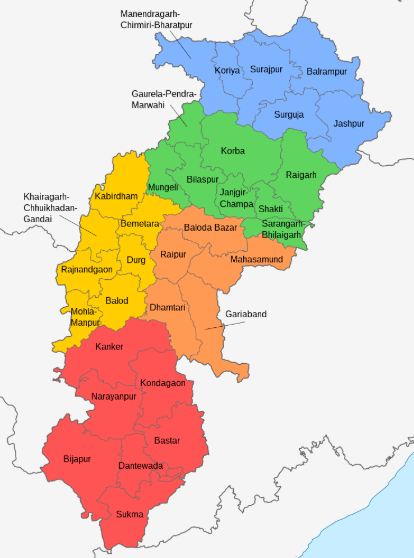 Manendragarh-
Chirmiri-Bharatpur
Koriya
Surajpur
Balrampur
Surguja
Jashpur
Gaurela-Pendra-
Marwahi
Korba
Raigarh
Bilaspur
Mungeli
Janjgir-
Champa
Shakti
Sarangarh-
Bhilaigarh
Kabirdham
Khairagarh-
Chhuikhadan-
Gandai
Bemetara
Durg
Rajnandgaon
Balod
Mohla-
Manpur
Baloda Bazar
Raipur
Mahasamund
Dhamtari
Gariaband
Kanker
Kondagaon
Narayanpur
Bastar
Bijapur
Dantewada
Sukma